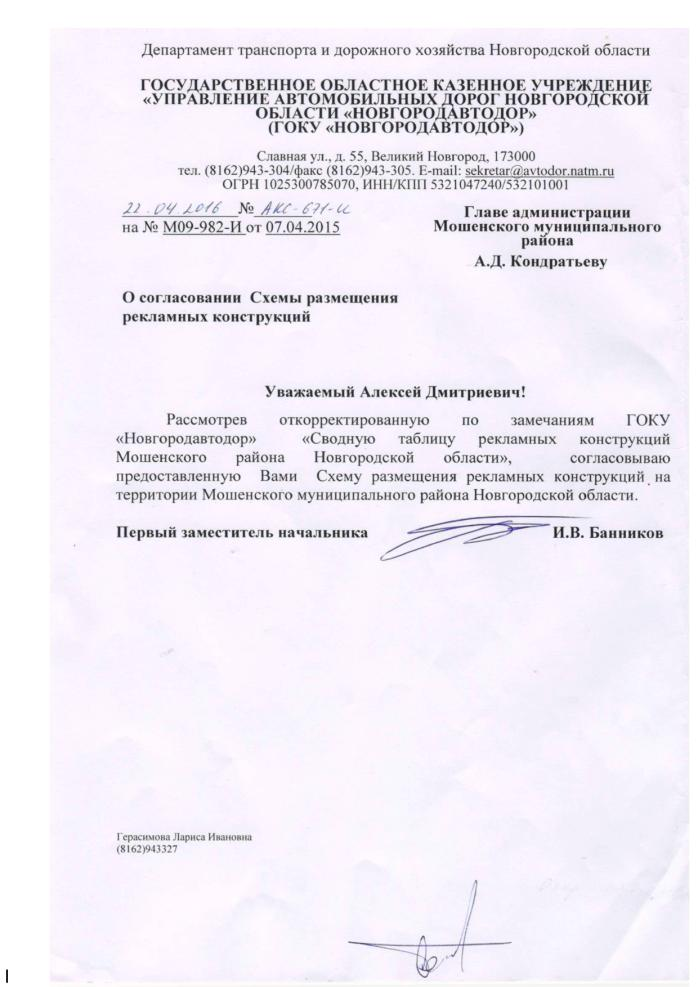 Департамент транспорта и дорожного хозяйства Новгородской области
ГОСУДАРСТВЕННОЕ ОБЛАСТНОЕ КАЗЕННОЕ УЧРЕЖДЕНИЕ
«УПРАВЛЕНИЕ АВТОМОБИЛЬНЫХ ДОРОГ НОВГОРОДСКОЙ
ОБЛАСТИ «НОВГОРОДАВТОДОР»
(ГОКУ «НОВГОРОДАВТОДОР»)
Славная ул., д. 55, Великий Новгород, 173000
тел. (8162)943-304/факс (8162)943-305. E-mail: sekretar@avtodor.natm.ru
ОГРН 1025300785070, ИНН/КПП 5321047240/532101001
22.04.2016 № АКС-671-И
на № М09-982-И от 07.04.2015
Главе администрации
Мошенского муниципального
района
А.Д. Кондратьеву
О согласовании Схемы размещения
рекламных конструкций
Уважаемый Алексей Дмитриевич!
Рассмотрев откорректированную по замечаниям ГОКУ
«Новгородавтодор» «Сводную таблицу рекламных конструкций
Мошенского района Новгородской области», согласовываю
предоставленную Вами Схему размещения рекламных конструкций на
территории Мошенского муниципального района Новгородской области.
Первый заместитель начальника И.В. Банников
Герасимова Лариса Ивановна
(8162)943327